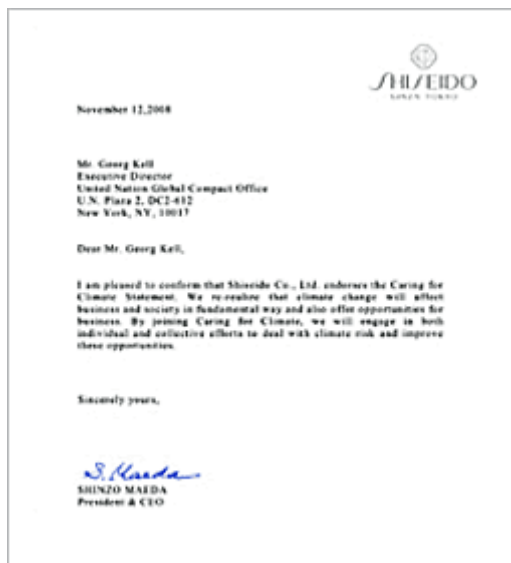 SHISEIDO
GINZA TOKYO
November 12,2008
Mr. Georg Kell
Executive Director
United Nation Global Compact Office
U.N. Plaza 2, DC2-612
New York, NY, 10017
Dear Mr. Georg Kell,
I am pleased to conform that Shiseido Co., Ltd. endorses the Caring for
Climate Statement. We re-realize that climate change will affect
business and society in fundamental way and also offer opportunities for
business. By joining Caring for Climate, we will engage in both
individual and collective efforts to deal with climate risk and improve
these opportunities.
Sincerely yours,
S. Maeda
SHINZO MAEDA
President & CEO